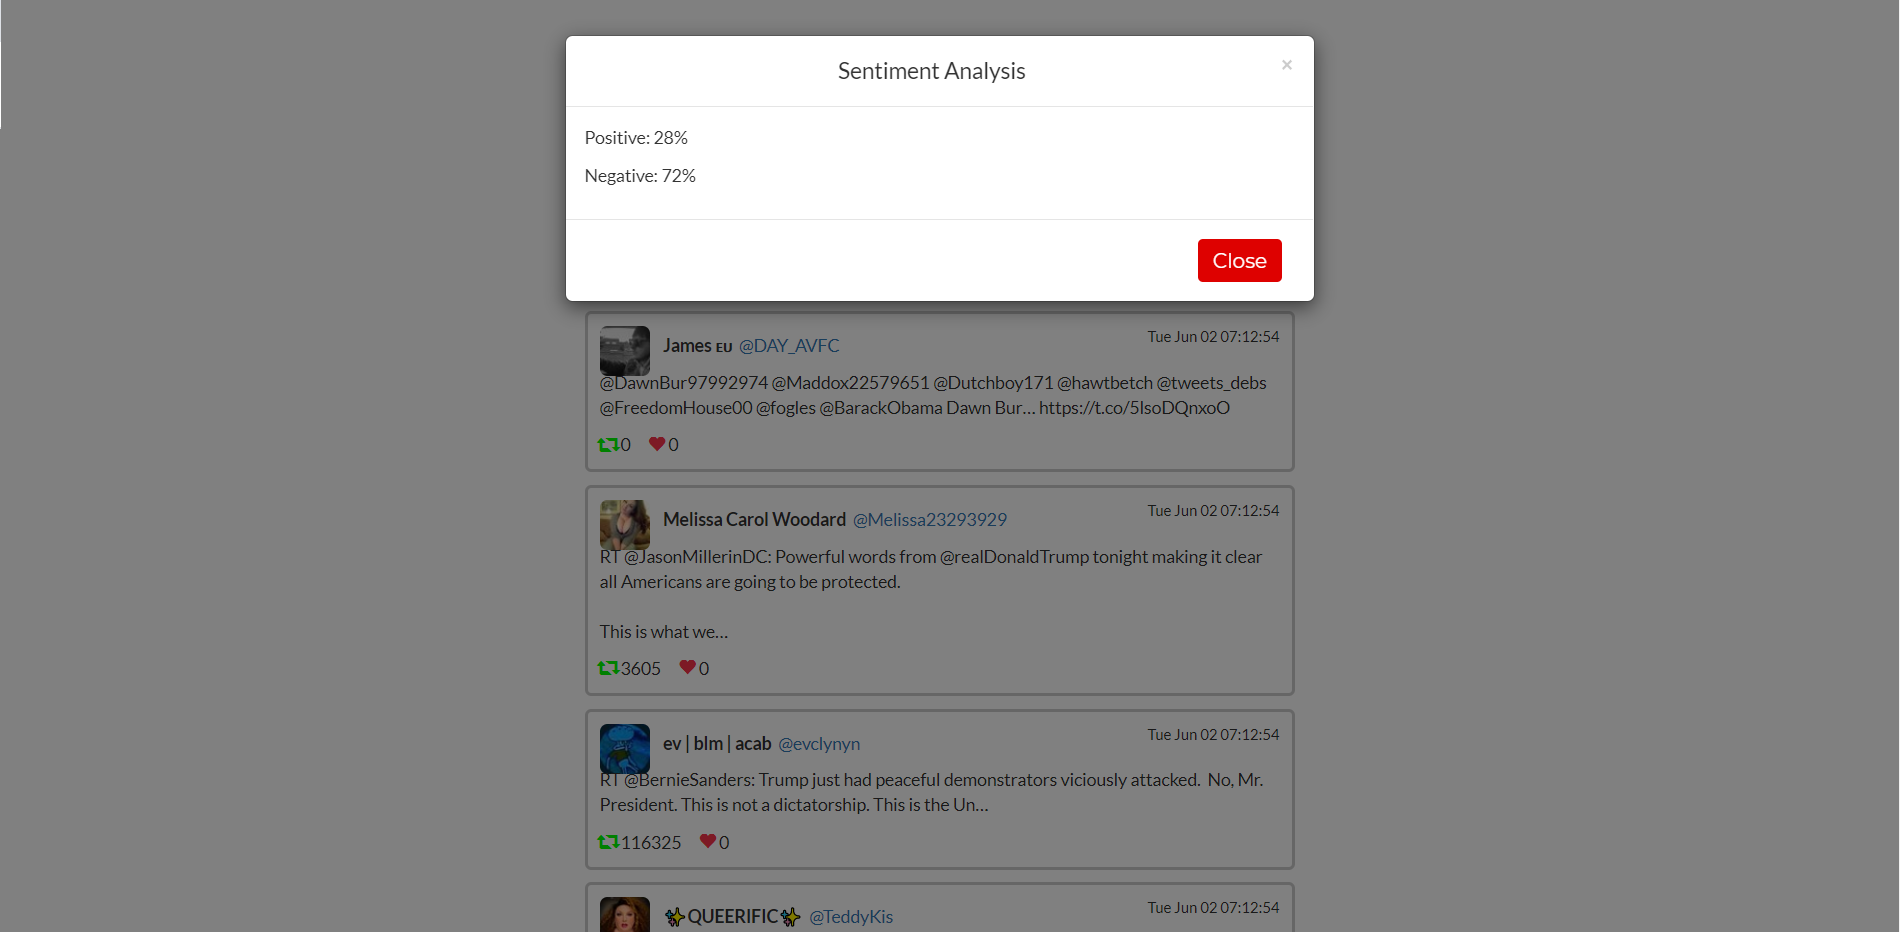 Sentiment Analysis ×
Positive: 28%
Negative: 72%
Close
James EU @DAY_AVFC Tue Jun 02 07:12:54
@DawnBur97992974 @Maddox22579651 @Dutchboy171 @hawtbetch @tweets_debs
@FreedomHouse00 @fogles @BarackObama Dawn Bur… https://t.co/5lsoDQnxoO
0 0
Melissa Carol Woodard @Melissa23293929 Tue Jun 02 07:12:54
RT @JasonMillerinDC: Powerful words from @realDonaldTrump tonight making it clear
all Americans are going to be protected.
This is what we…
3605 0
ev | blm | acab @evclynyn Tue Jun 02 07:12:54
RT @BernieSanders: Trump just had peaceful demonstrators viciously attacked. No, Mr.
President. This is not a dictatorship. This is the Un…
116325 0
✨QUEERIFIC✨ @TeddyKis Tue Jun 02 07:12:54